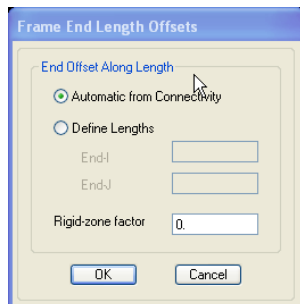 Frame End Length Offsets
End Offset Along Length
Automatic from Connectivity
Define Lengths
End-I
End-J
Rigid-zone factor 0.
OK Cancel